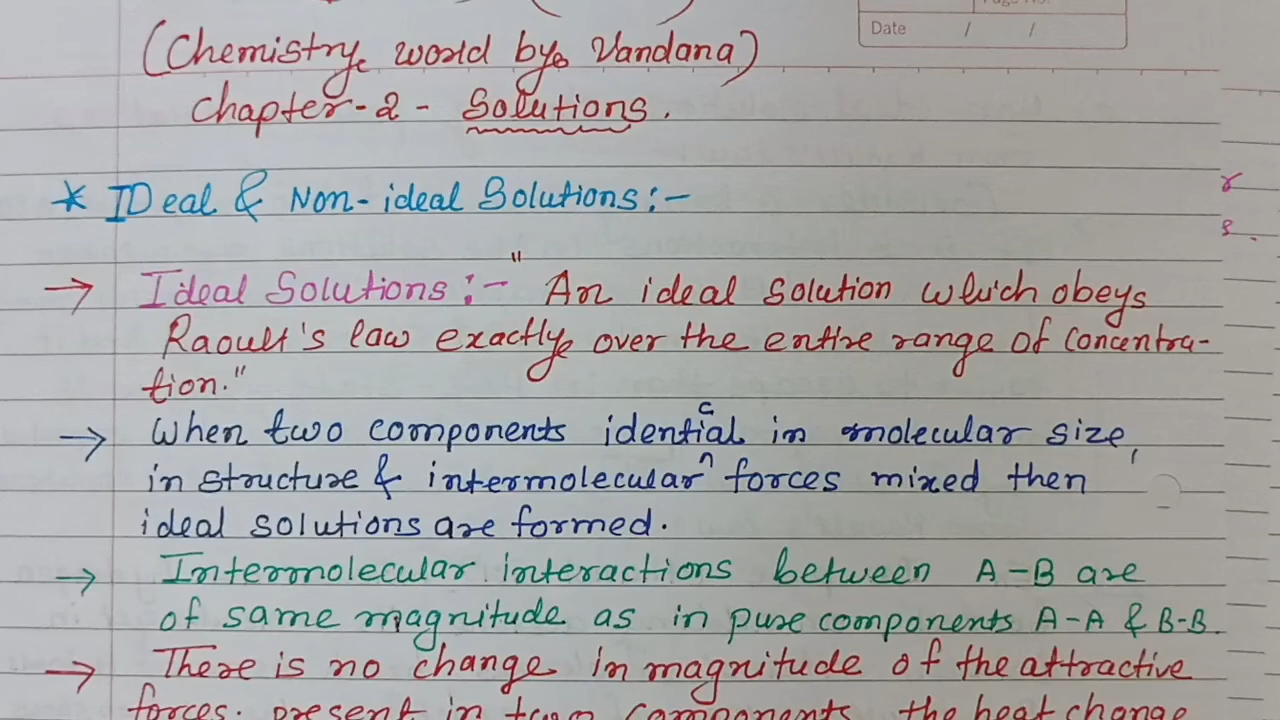 (Chemistry world by Vandana)
Date / /
Chapter-2 - Solutions.
* IDeal & Non-ideal Solutions:-
→ Ideal Solutions:- "An ideal solution which obeys
Raoult's law exactly over the entire range of concentra-
tion."
→ When two components identical in molecular size,
in structure & intermolecular forces mixed then
ideal solutions are formed.
→ Intermolecular interactions between A-B are
of same magnitude as in pure components A-A & B-B.
→ There is no change in magnitude of the attractive
forces present in two components the heat change